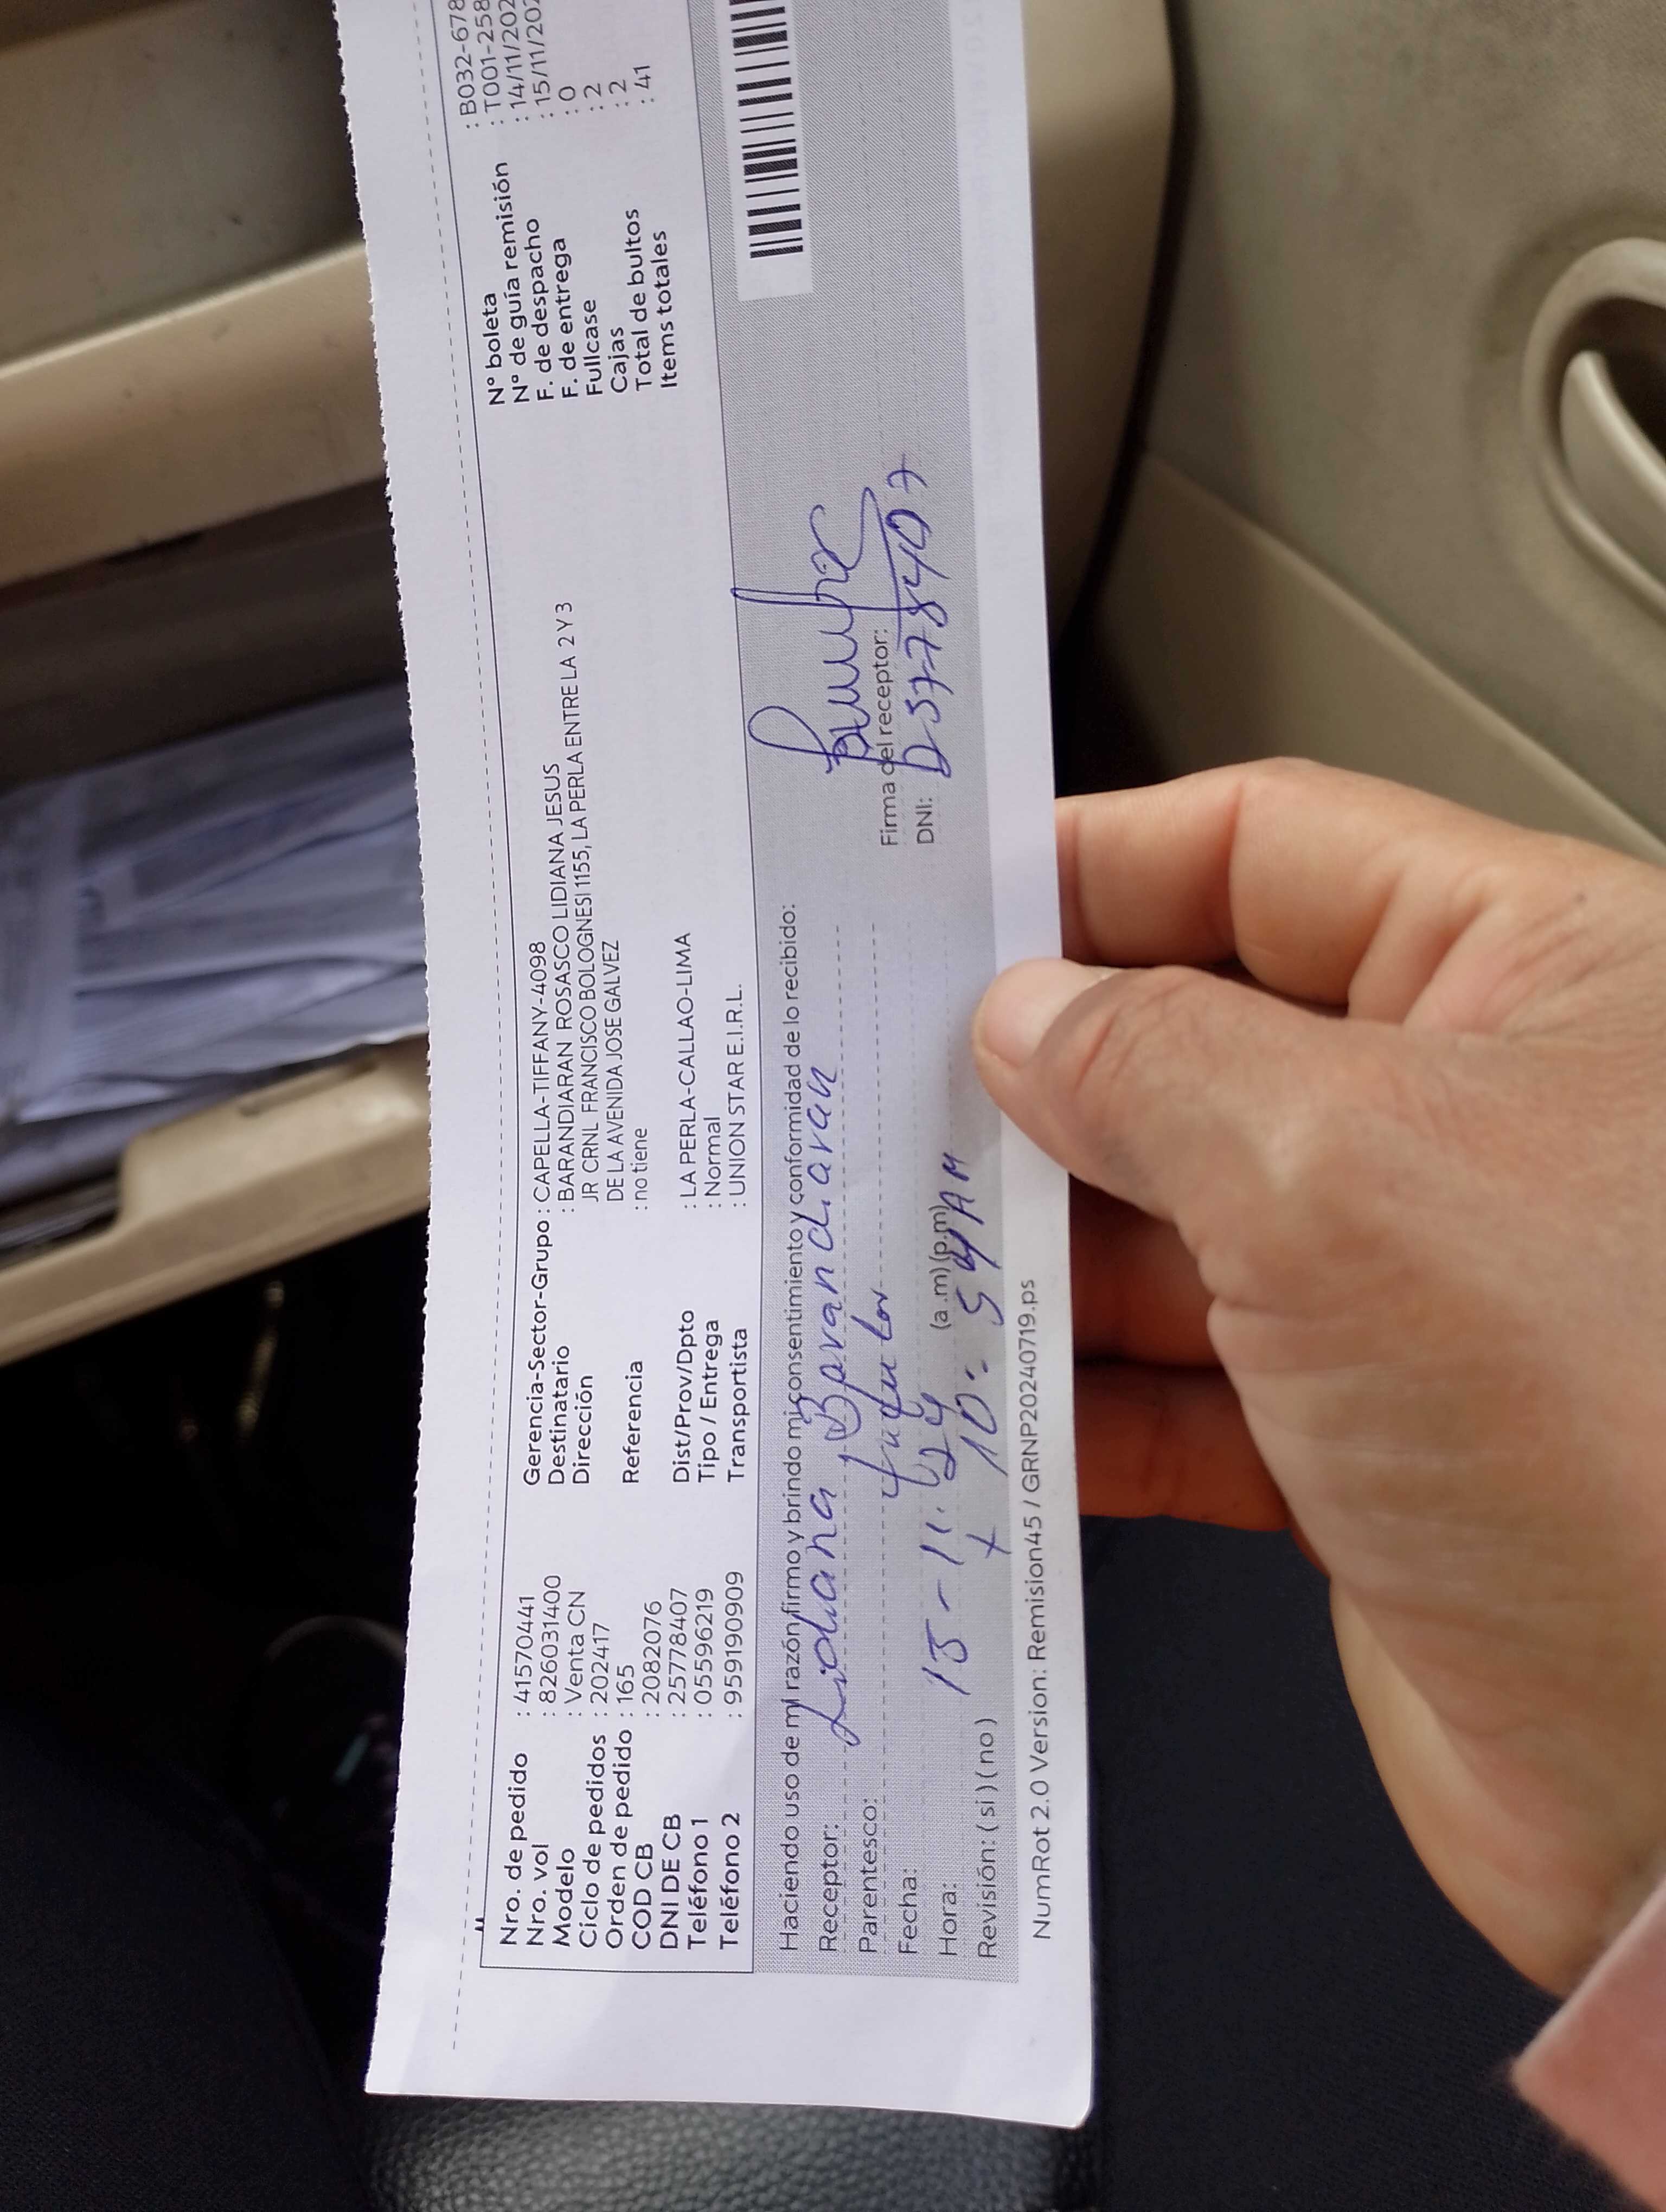 Nro. de pedido : 41570441
Nro. vol : 826031400
Modelo : Venta CN
Ciclo de pedidos : 202417
Orden de pedido : 165
COD CB : 2082076
DNI DE CB : 25778407
Teléfono 1 : 055596219
Teléfono 2 : 959190909
Gerencia-Sector-Grupo : CAPELLA-TIFFANY-4098
Destinatario : BARANDIARAN ROSASCO LIDIANA JESUS
Dirección JR CRNL FRANCISCO BOLOGNESI 1155, LA PERLA ENTRE LA 2 Y 3
DE LA AVENIDA JOSE GALVEZ
Referencia : no tiene
Dist/Prov/Dpto : LA PERLA-CALLAO-LIMA
Tipo / Entrega : Normal
Transportista : UNION STAR E.I.R.L.
N° boleta : B032-678
N° de guía remisión : T001-258
F. de despacho : 14/11/202
F. de entrega : 15/11/202
Fullcase : 0
Cajas : 2
Total de bultos : 2
Items totales : 41
Haciendo uso de mi razón firmo y brindo mi consentimiento y conformidad de lo recibido:
Receptor: Lidiana Barandiaran
Parentesco:
Fecha: 15-11-24
Hora: (a.m)(p.m)
10:54 AM
Revisión: ( si ) ( no )
Firma del receptor:
DNI: 25778407
NumRot 2.0 Version: Remision45 / GRNP20240719.ps